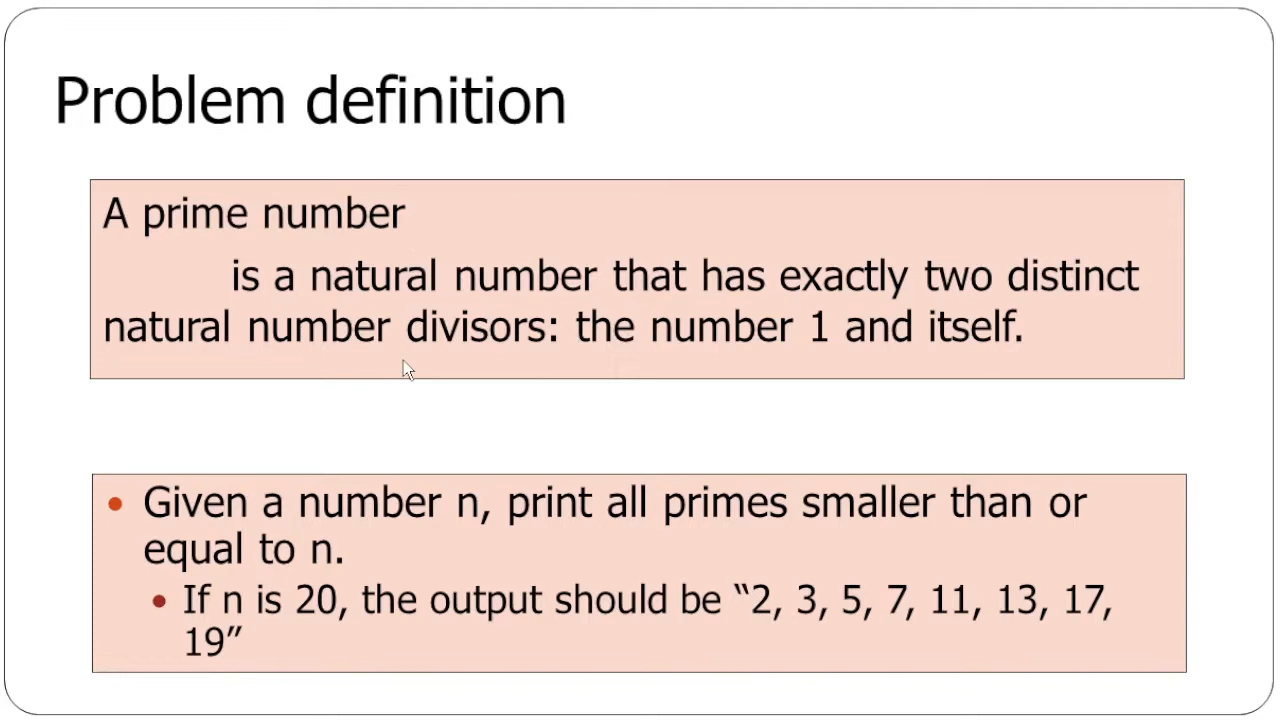 Problem definition
A prime number
is a natural number that has exactly two distinct
natural number divisors: the number 1 and itself.
• Given a number n, print all primes smaller than or
equal to n.
• If n is 20, the output should be “2, 3, 5, 7, 11, 13, 17,
19”